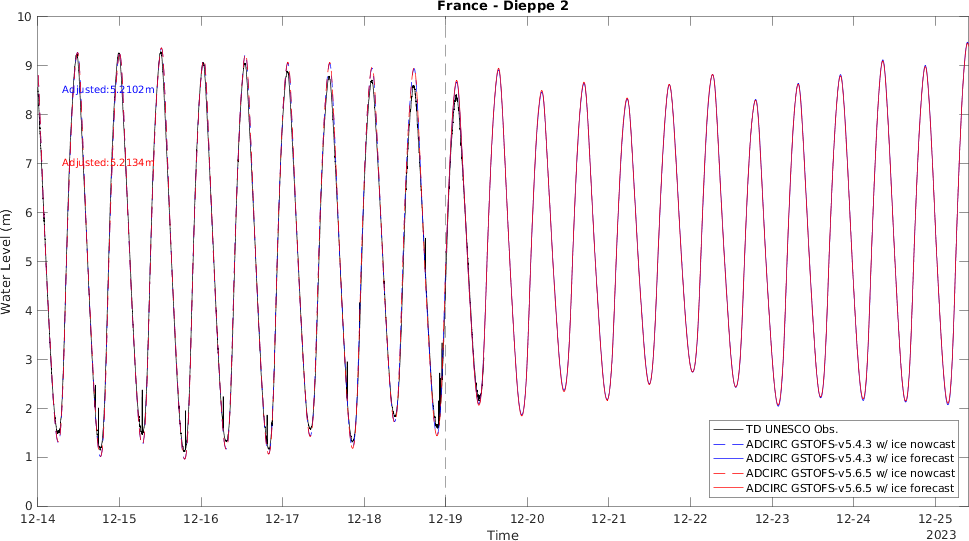 France - Dieppe 2
10
9
8
7
6
5
4
3
2
1
0
Water Level (m)
Adjusted:5.2102m
Adjusted:5.2134m
TD UNESCO Obs.
ADCIRC GSTOFS-v5.4.3 w/ ice nowcast
ADCIRC GSTOFS-v5.4.3 w/ ice forecast
ADCIRC GSTOFS-v5.6.5 w/ ice nowcast
ADCIRC GSTOFS-v5.6.5 w/ ice forecast
12-14 12-15 12-16 12-17 12-18 12-19 12-20 12-21 12-22 12-23 12-24 12-25
Time
2023